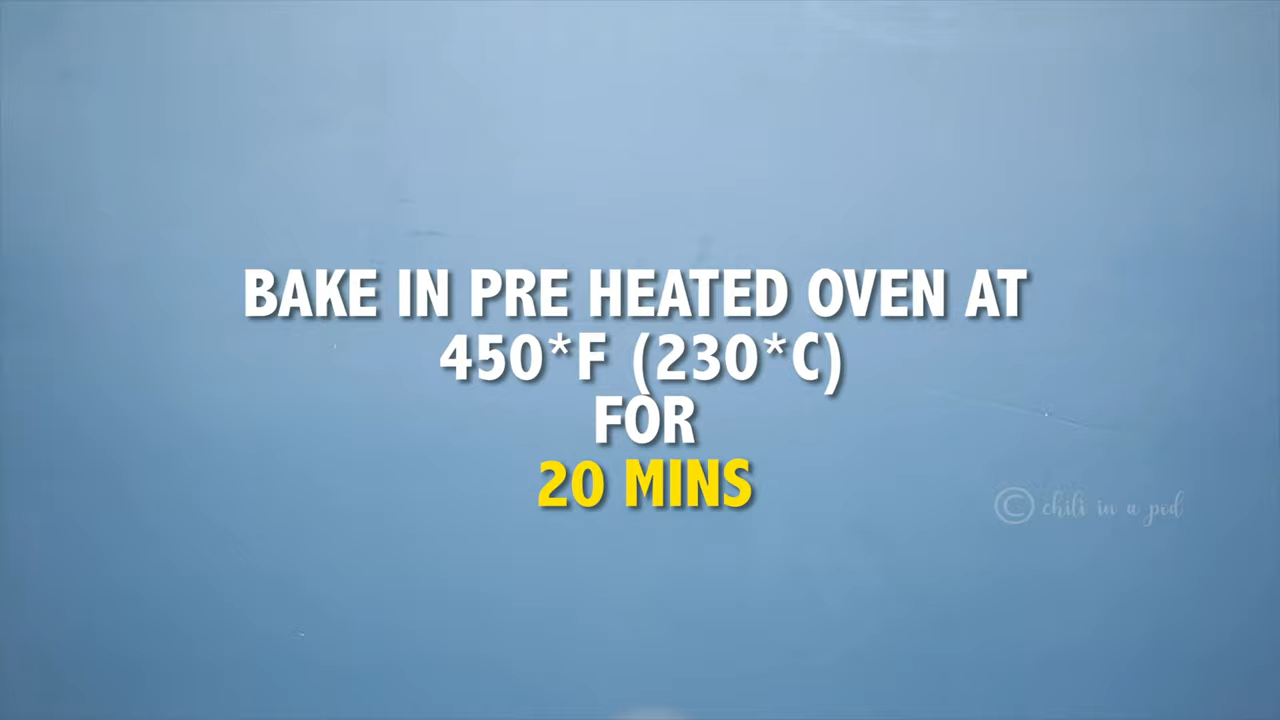 BAKE IN PRE HEATED OVEN AT
450*F (230*C)
FOR
20 MINS
© chili in a pod